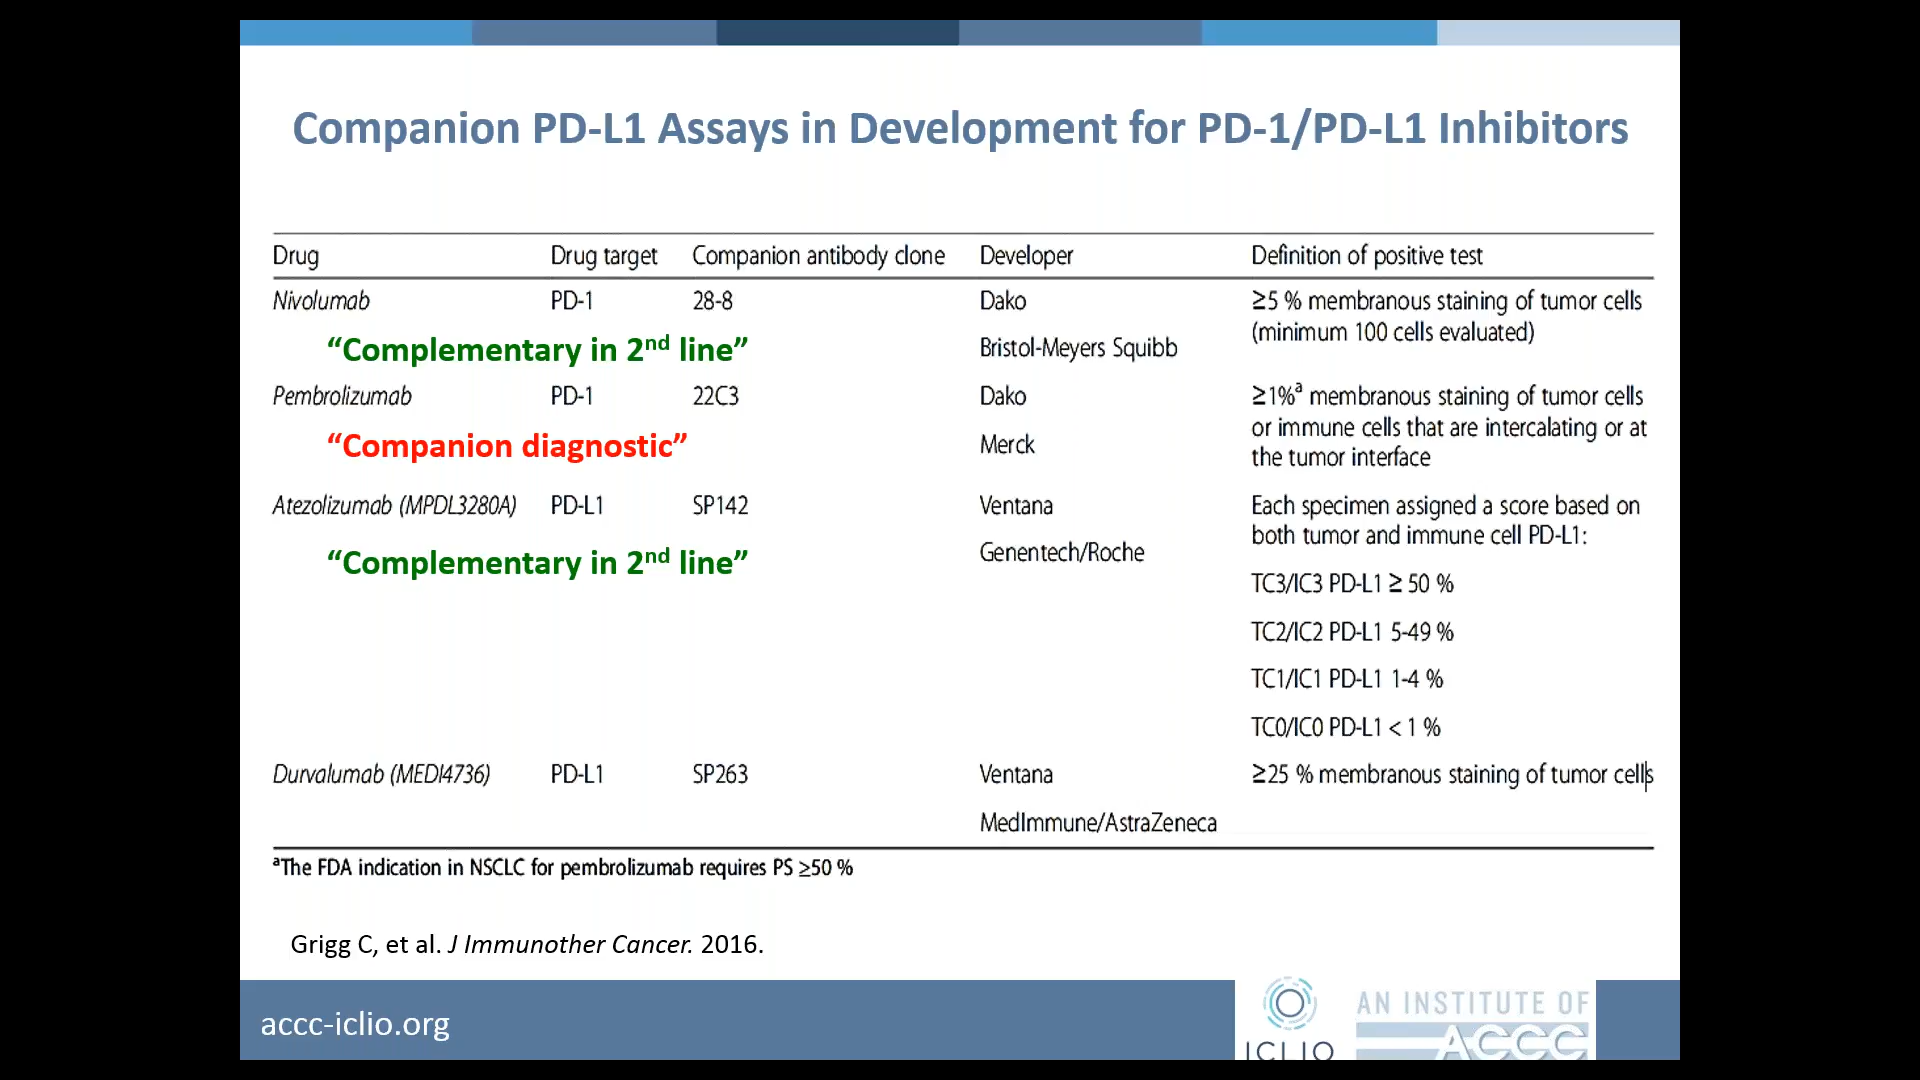 Companion PD-L1 Assays in Development for PD-1/PD-L1 Inhibitors
Drug Drug target Companion antibody clone Developer Definition of positive test
Nivolumab PD-1 28-8 Dako ≥5 % membranous staining of tumor cells
(minimum 100 cells evaluated)
“Complementary in 2nd line” Bristol-Meyers Squibb
Pembrolizumab PD-1 22C3 Dako ≥1%a membranous staining of tumor cells
or immune cells that are intercalating or at
“Companion diagnostic” Merck
the tumor interface
Atezolizumab (MPDL3280A) PD-L1 SP142 Ventana Each specimen assigned a score based on
both tumor and immune cell PD-L1:
“Complementary in 2nd line” Genentech/Roche
TC3/IC3 PD-L1 ≥ 50 %
TC2/IC2 PD-L1 5-49 %
TC1/IC1 PD-L1 1-4 %
TC0/IC0 PD-L1 < 1 %
Durvalumab (MEDI4736) PD-L1 SP263 Ventana ≥25 % membranous staining of tumor cells
MedImmune/AstraZeneca
aThe FDA indication in NSCLC for pembrolizumab requires PS ≥50 %
Grigg C, et al. J Immunother Cancer. 2016.
accc-iclio.org
ICLIO
AN INSTITUTE OF
ACCC